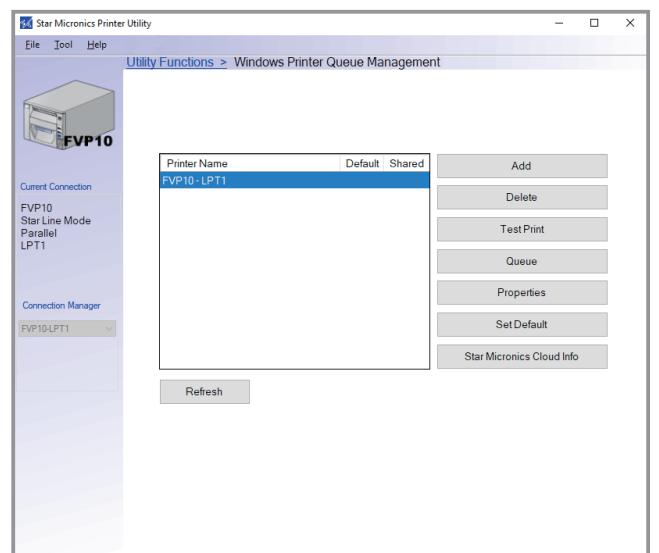 Star Micronics Printer Utility
File Tool Help
Utility Functions > Windows Printer Queue Management
FVP10
Current Connection
FVP10
Star Line Mode
Parallel
LPT1
Connection Manager
FVP10-LPT1
Printer Name Default Shared
FVP10 - LPT1
Add
Delete
Test Print
Queue
Properties
Set Default
Star Micronics Cloud Info
Refresh